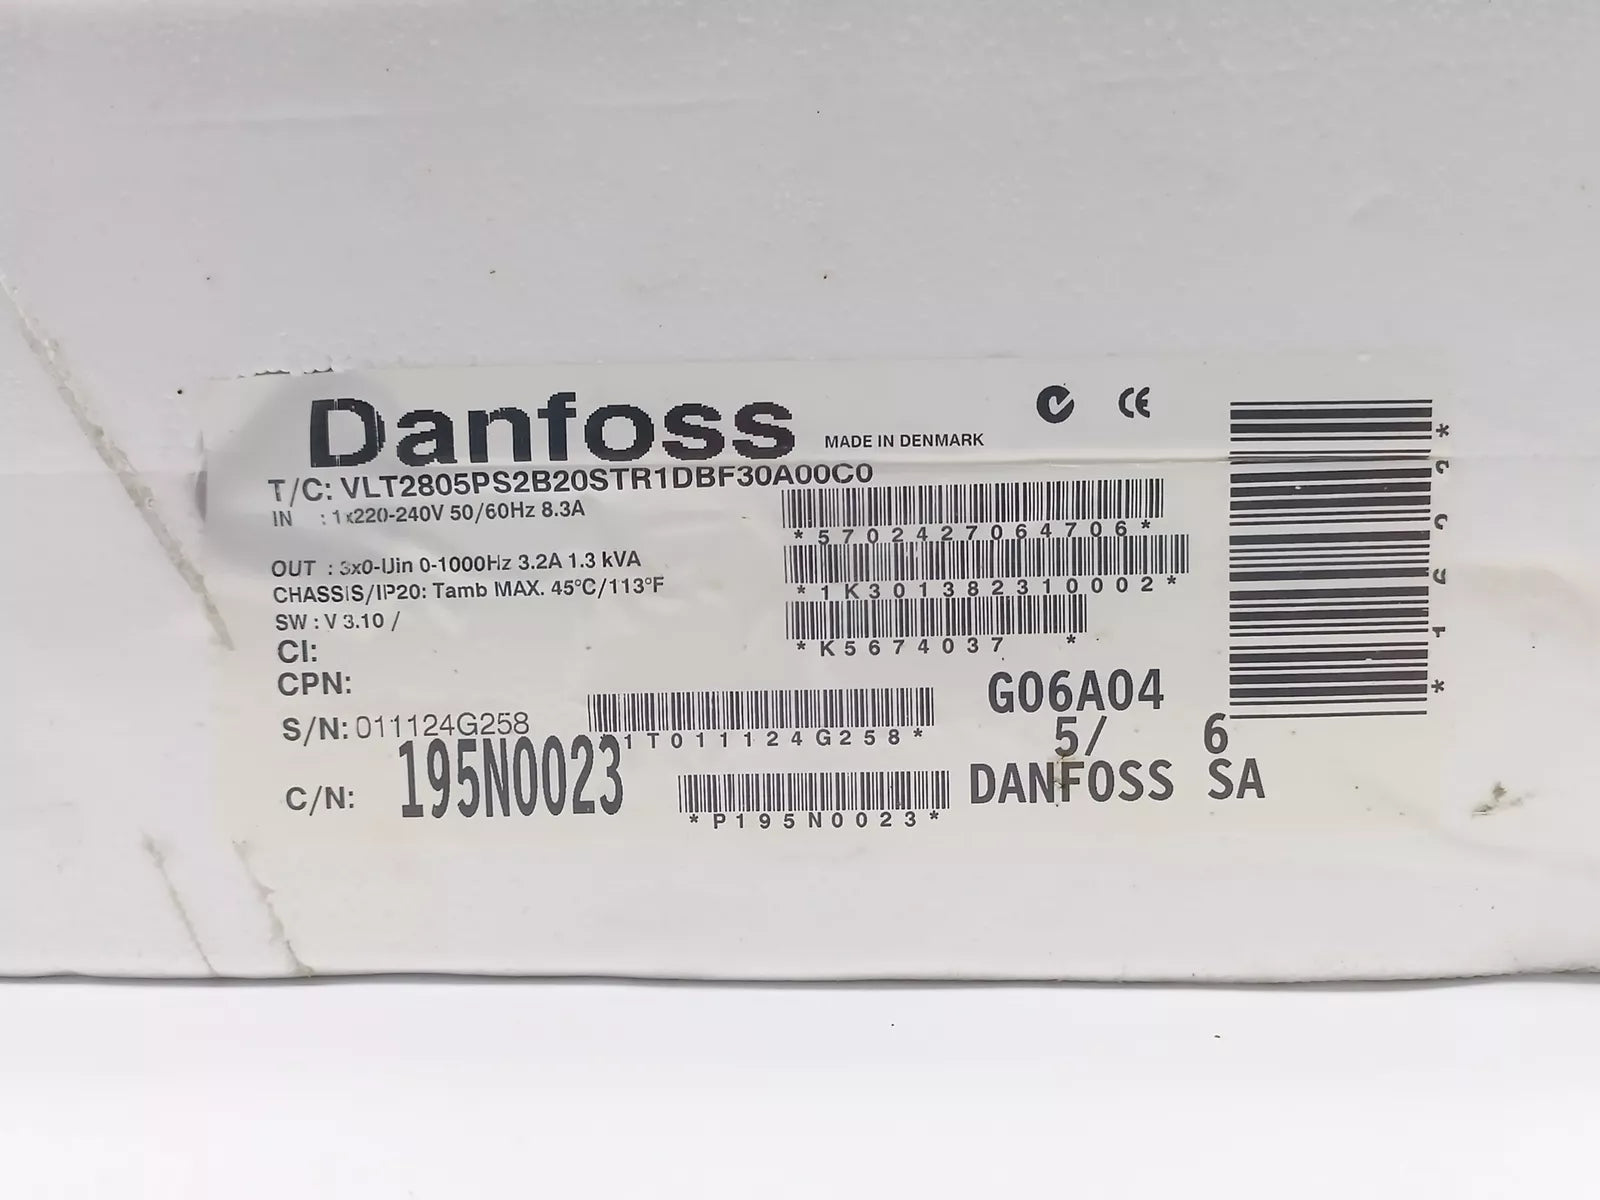 Danfoss
MADE IN DENMARK
CE
T/C: VLT2805PS2B20STR1DBF30A00C0
IN : 1x220-240V 50/60Hz 8.3A
*5702427064706*
OUT : 3x0-Uin 0-1000Hz 3.2A 1.3 kVA
*1K301382310002*
CHASSIS/IP20: Tamb MAX. 45°C/113°F
SW : V 3.10 /
*K5674037 *
CI:
CPN:
G06A04
S/N: 011124G258
1T011124G258*
5/ 6
C/N: 195N0023
*P195N0023*
DANFOSS SA